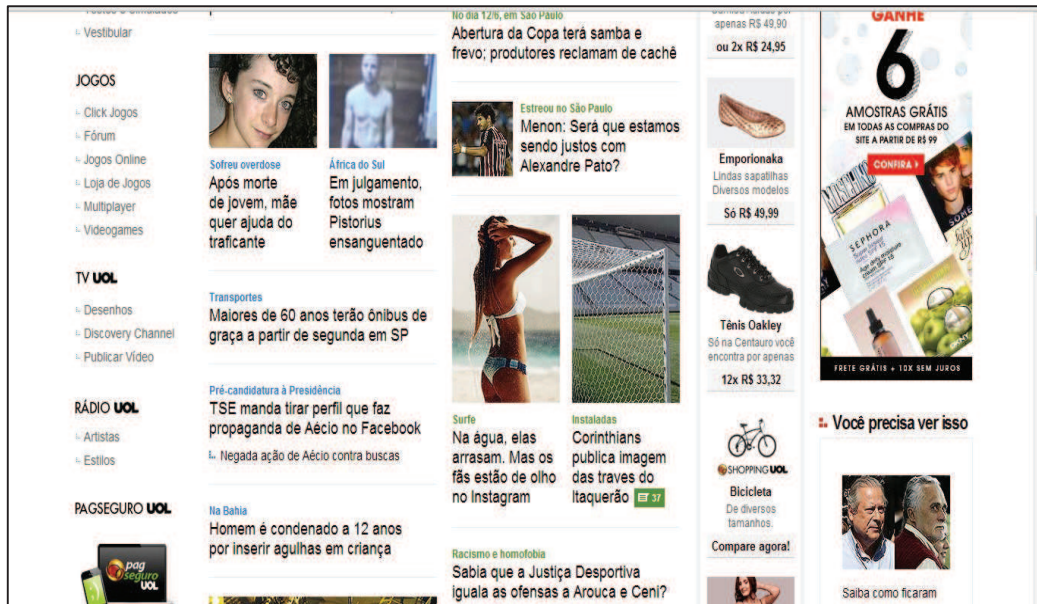 Vestibular
JOGOS
Click Jogos
Fórum
Jogos Online
Loja de Jogos
Multiplayer
Videogames
TV UOL
Desenhos
Discovery Channel
Publicar Vídeo
RÁDIO UOL
Artistas
Estilos
PAGSEGURO UOL
pag
seguro
UOL
Sofreu overdose
Após morte
de jovem, mãe
quer ajuda do
traficante
África do Sul
Em julgamento,
fotos mostram
Pistorius
ensanguentado
Transportes
Maiores de 60 anos terão ônibus de
graça a partir de segunda em SP
Pré-candidatura à Presidência
TSE manda tirar perfil que faz
propaganda de Aécio no Facebook
Negada ação de Aécio contra buscas
Na Bahia
Homem é condenado a 12 anos
por inserir agulhas em criança
No dia 12/6, em São Paulo
Abertura da Copa terá samba e
frevo; produtores reclamam de cachê
Estreou no São Paulo
Menon: Será que estamos
sendo justos com
Alexandre Pato?
Surfe
Na água, elas
arrasam. Mas os
fãs estão de olho
no Instagram
Instaladas
Corinthians
publica imagem
das traves do
Itaquerão 37
Racismo e homofobia
Sabia que a Justiça Desportiva
iguala as ofensas a Arouca e Ceni?
apenas R$ 49,90
ou 2x R$ 24,95
Emporionaka
Lindas sapatilhas
Diversos modelos
Só R$ 49,99
Tênis Oakley
Só na Centauro você
encontra por apenas
12x R$ 33,32
SHOPPING UOL
Bicicleta
De diversos
tamanhos.
Compare agora!
GANHE
6
AMOSTRAS GRÁTIS
EM TODAS AS COMPRAS DO
SITE A PARTIR DE R$ 99
CONFIRA
SEPHORA
FRETE GRÁTIS + 10X SEM JUROS
Você precisa ver isso
Saiba como ficaram